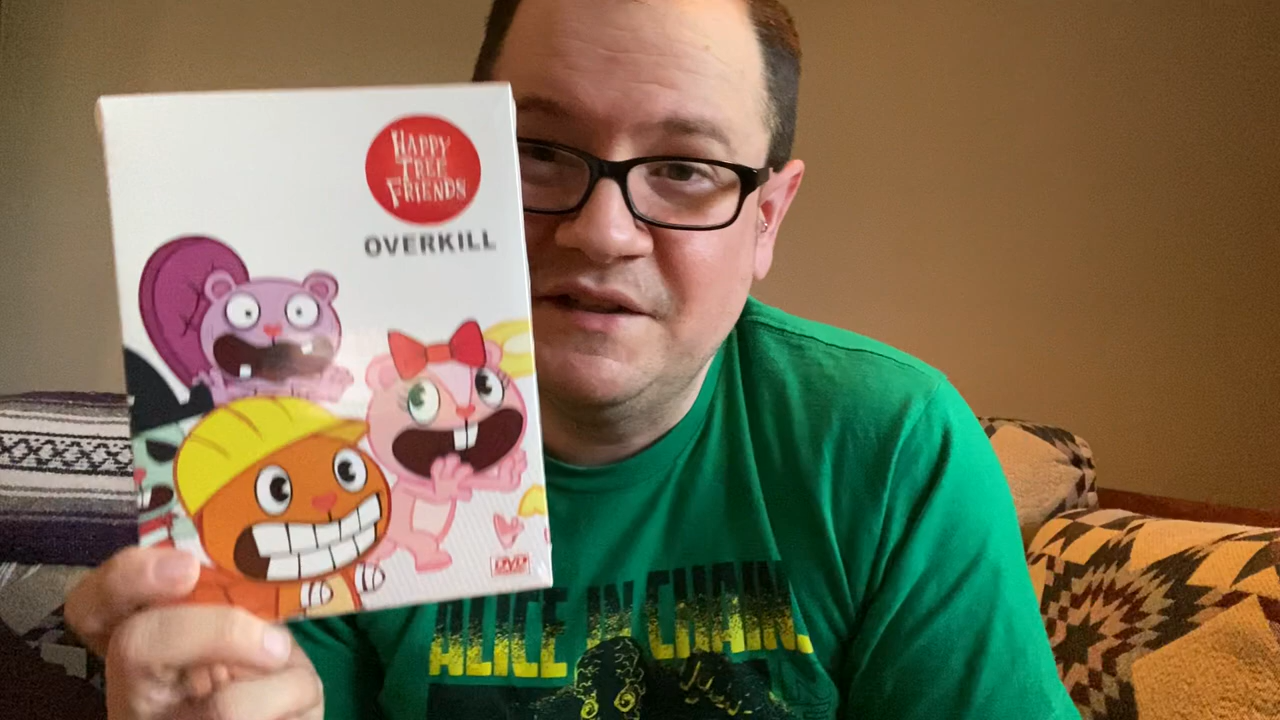 HAPPY
TREE
FRIENDS
OVERKILL
DVD
ALICE IN CHAINS